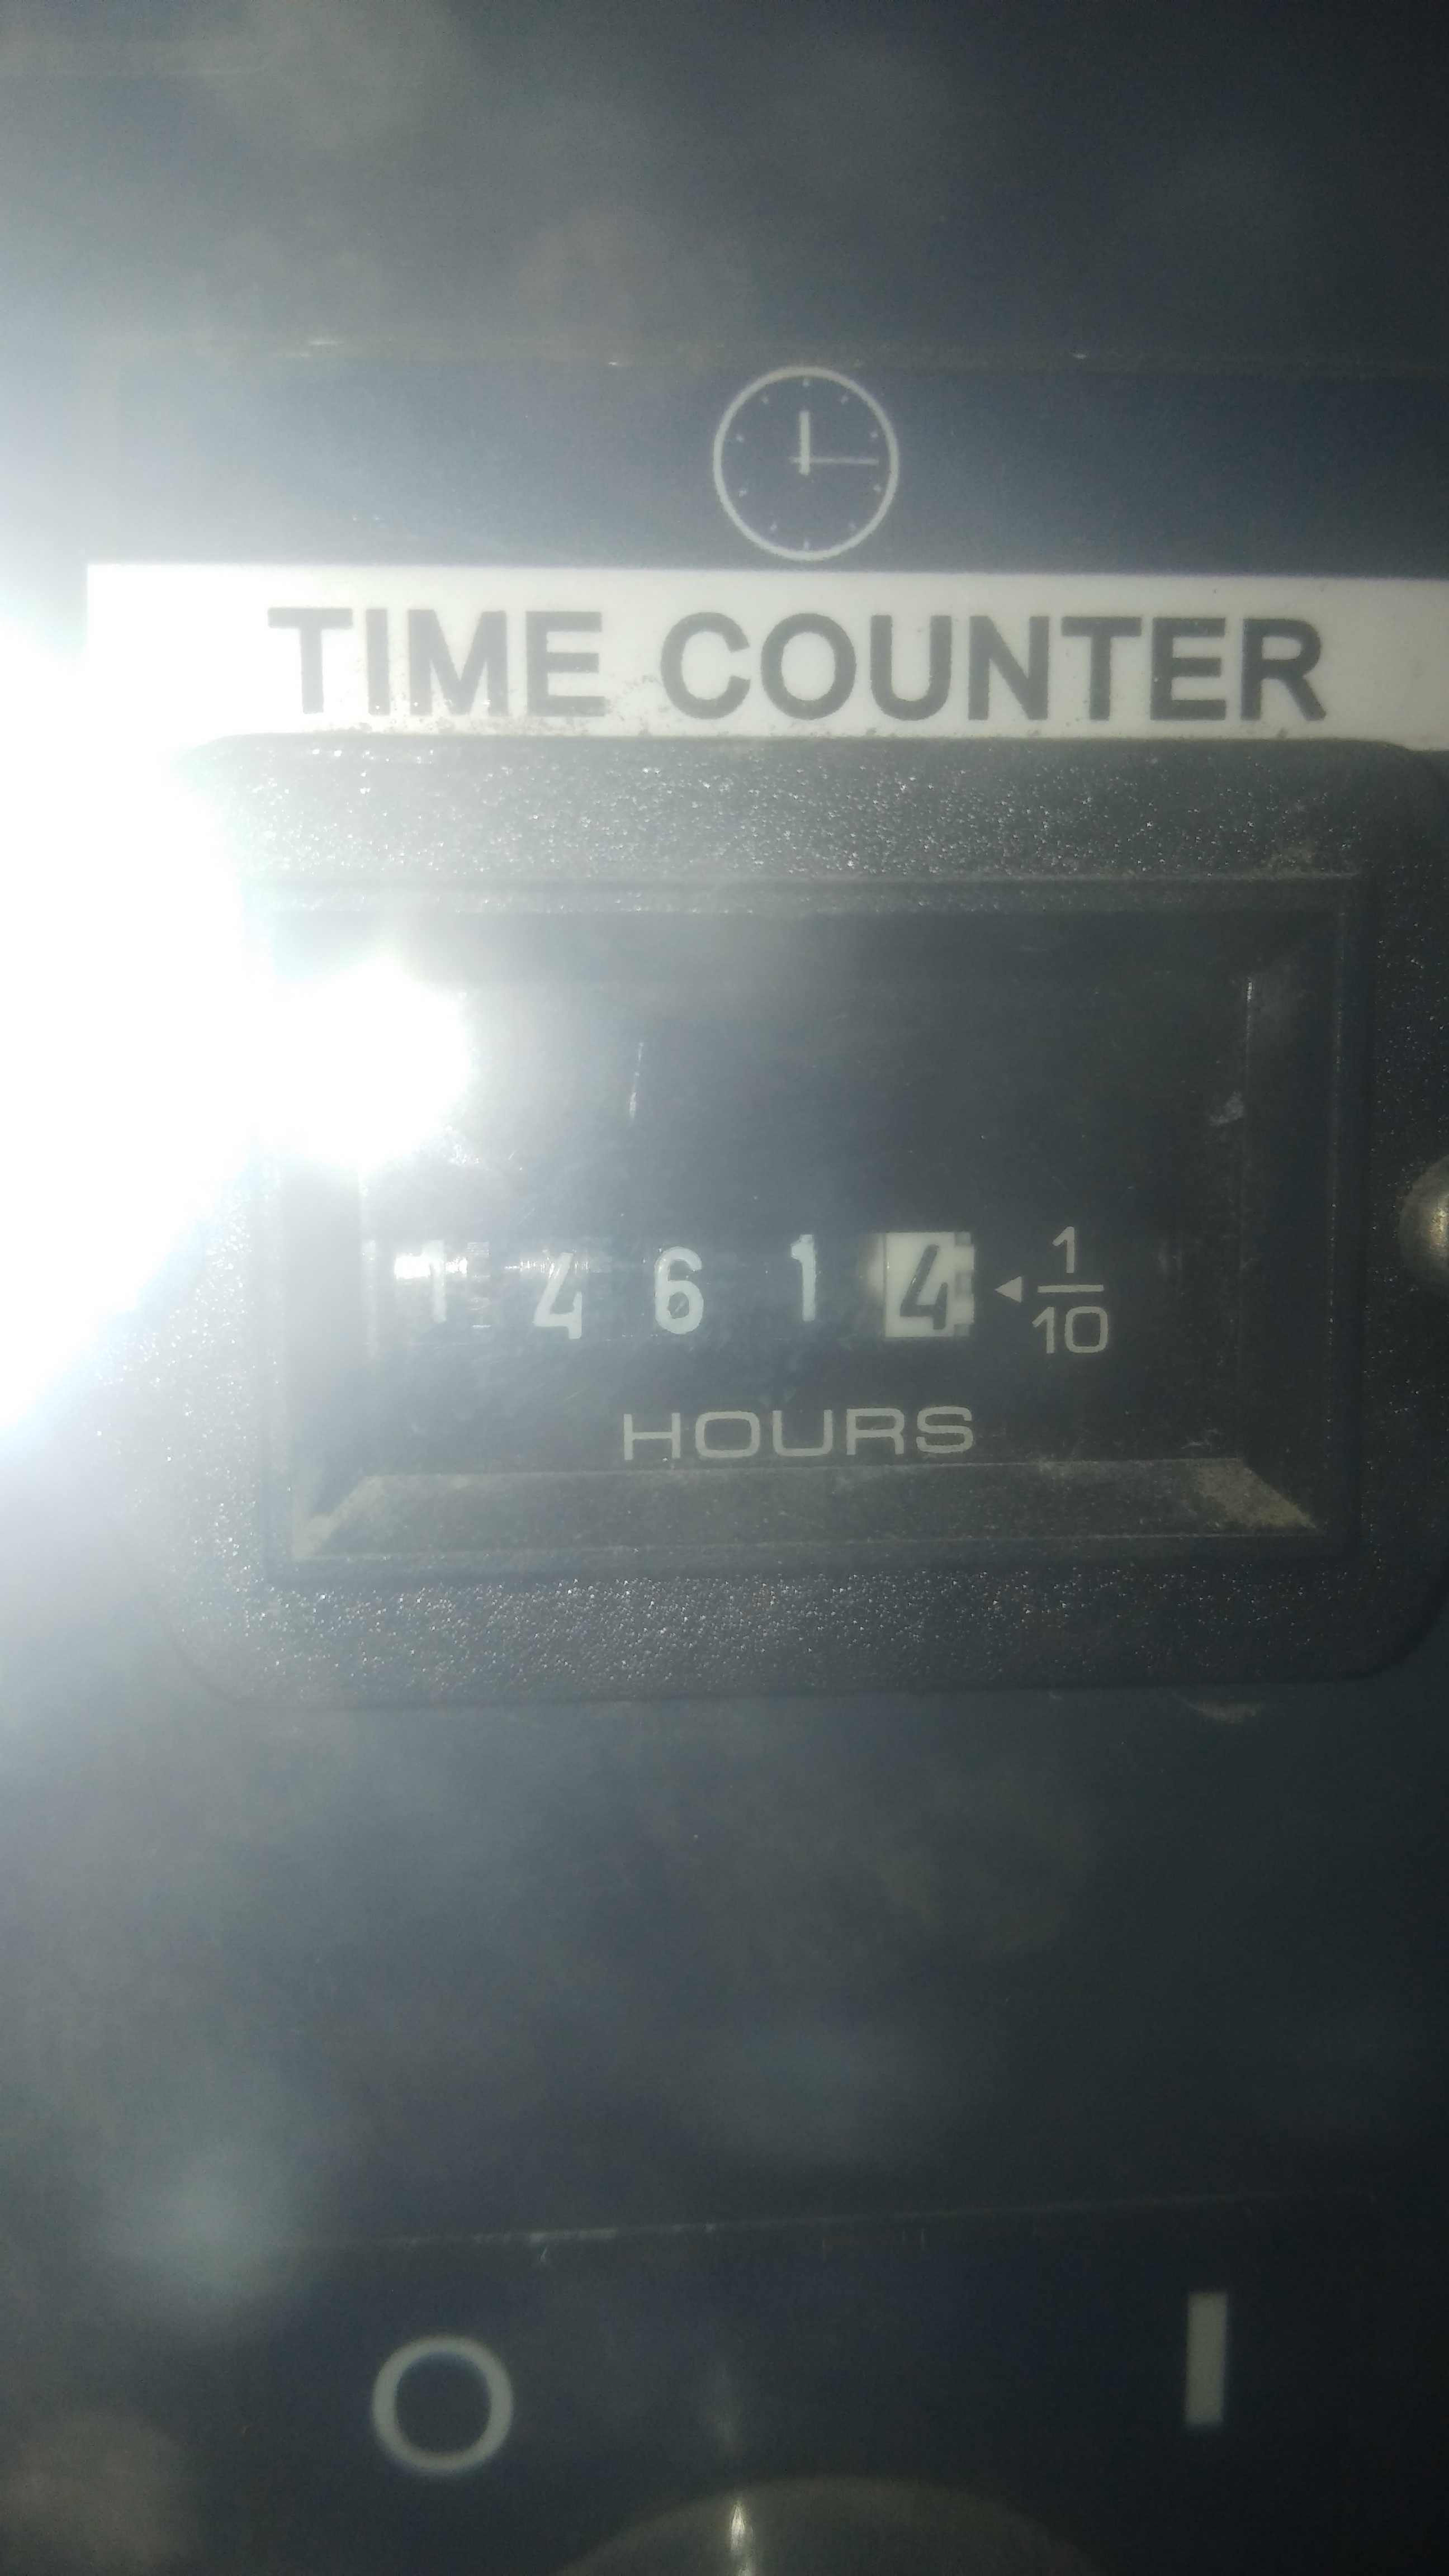 TIME COUNTER
1 4 6 1 4 ◄ 1/10
HOURS
O I